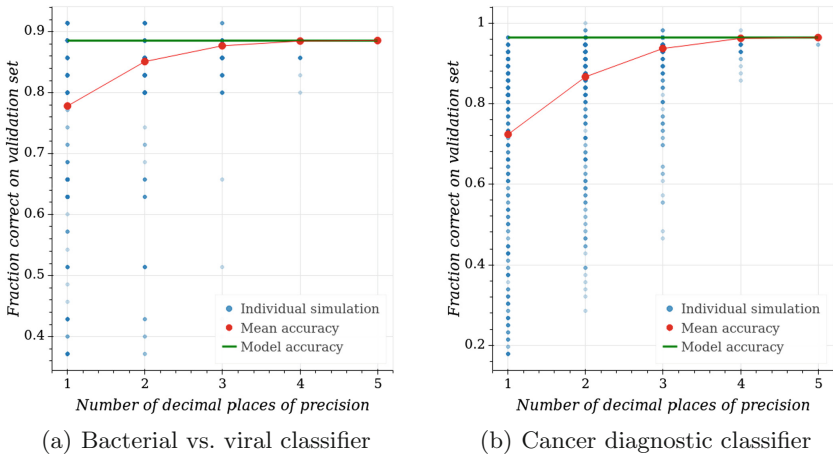 0.9
0.8
0.7
0.6
0.5
0.4
Fraction correct on validation set
Individual simulation
Mean accuracy
Model accuracy
1 2 3 4 5
Number of decimal places of precision
(a) Bacterial vs. viral classifier
1
0.8
0.6
0.4
0.2
Fraction correct on validation set
Individual simulation
Mean accuracy
Model accuracy
1 2 3 4 5
Number of decimal places of precision
(b) Cancer diagnostic classifier